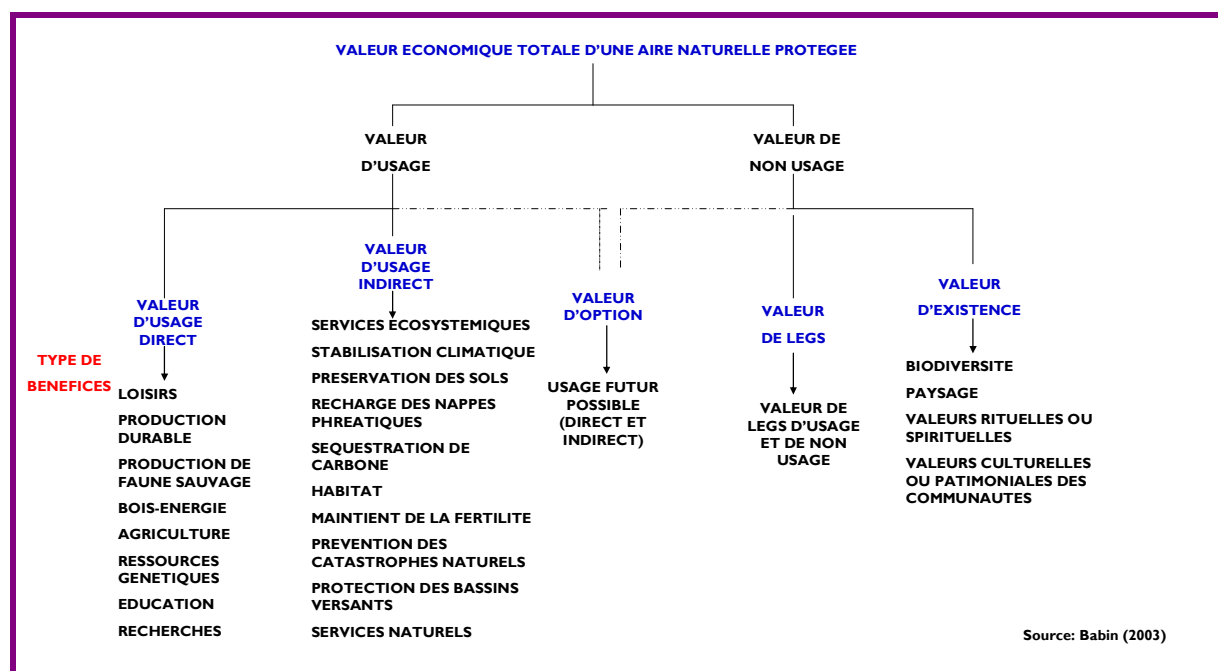 VALEUR ECONOMIQUE TOTALE D'UNE AIRE NATURELLE PROTEGEE
VALEUR
D'USAGE
VALEUR DE
NON USAGE
VALEUR
D'USAGE
DIRECT
VALEUR
D'USAGE
INDIRECT
VALEUR
D'OPTION
VALEUR
DE LEGS
VALEUR
D'EXISTENCE
TYPE DE
BENEFICES
LOISIRS
PRODUCTION
DURABLE
PRODUCTION DE
FAUNE SAUVAGE
BOIS-ENERGIE
AGRICULTURE
RESSOURCES
GENETIQUES
EDUCATION
RECHERCHES
SERVICES ECOSYSTEMIQUES
STABILISATION CLIMATIQUE
PRESERVATION DES SOLS
RECHARGE DES NAPPES
PHREATIQUES
SEQUESTRATION DE
CARBONE
HABITAT
MAINTIENT DE LA FERTILITE
PREVENTION DES
CATASTROPHES NATURELS
PROTECTION DES BASSINS
VERSANTS
SERVICES NATURELS
USAGE FUTUR
POSSIBLE
(DIRECT ET
INDIRECT)
VALEUR DE
LEGS D'USAGE
ET DE NON
USAGE
BIODIVERSITE
PAYSAGE
VALEURS RITUELLES OU
SPIRITUELLES
VALEURS CULTURELLES
OU PATIMONIALES DES
COMMUNAUTES
Source: Babin (2003)